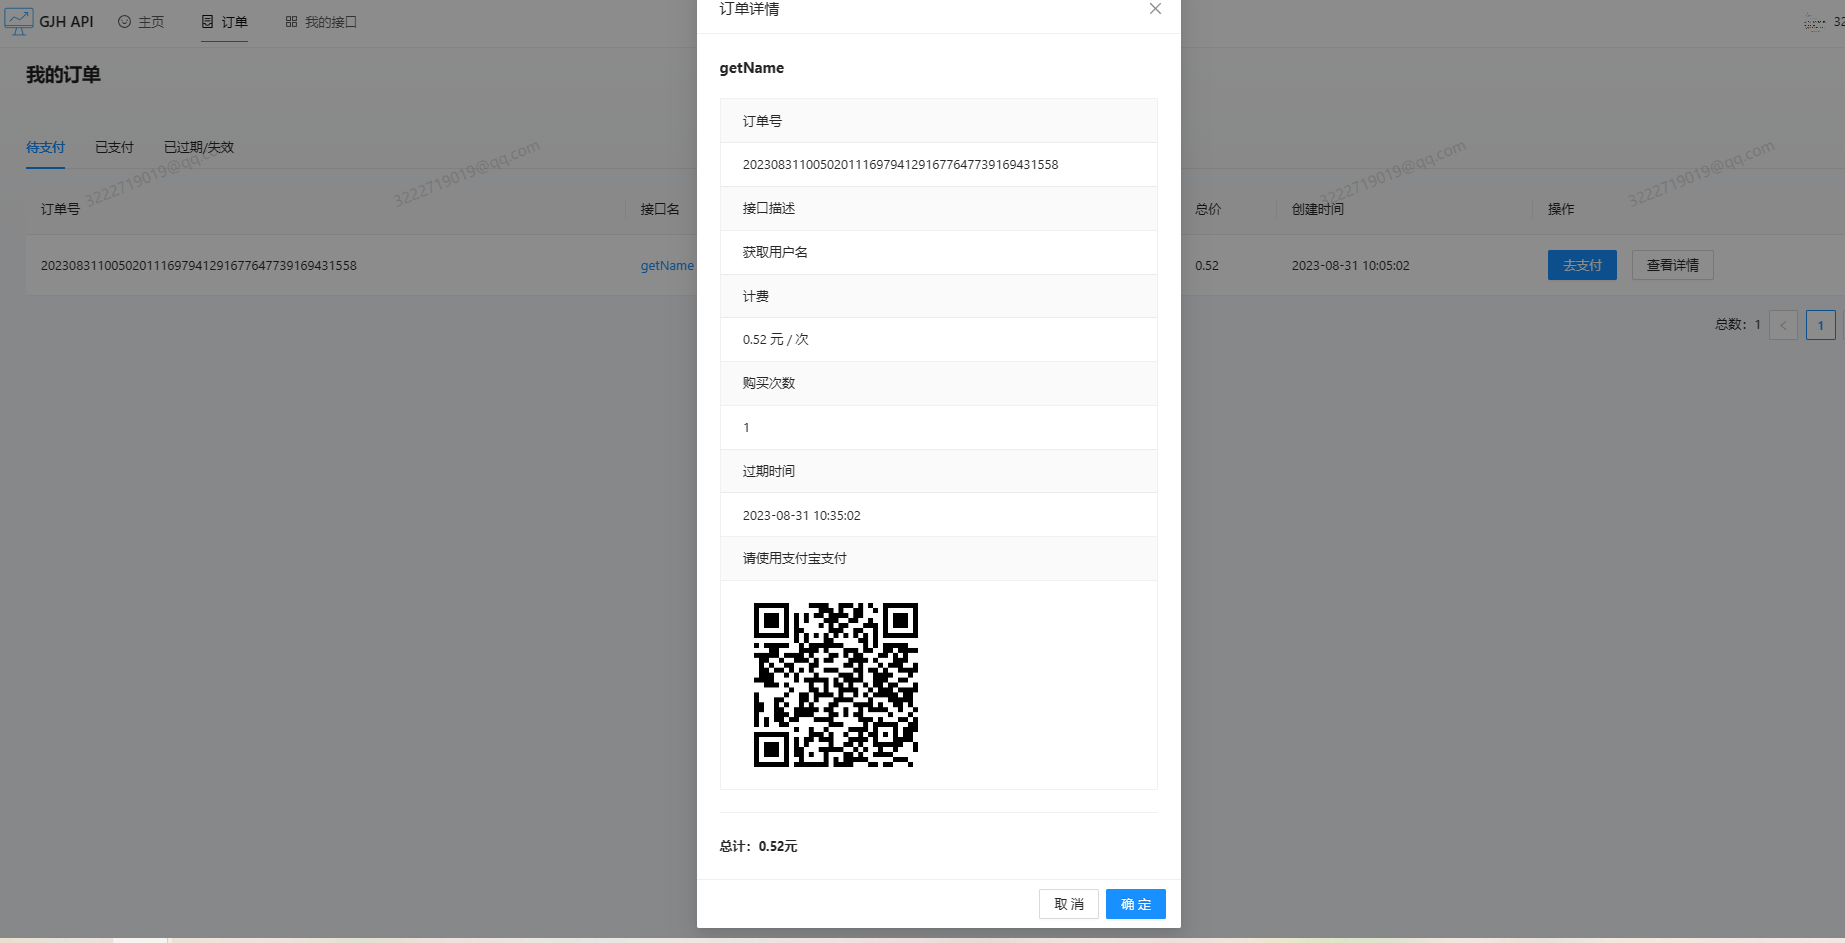 GJH API 主页 订单 我的接口 32
我的订单
待支付 已支付 已过期/失效
订单号 接口名 总价 创建时间 操作
2023083110050201116979412916777647739169431558 getName 0.52 2023-08-31 10:05:02 去支付 查看详情
总数： 1 < 1
3222719019@qq.com
3222719019@qq.com
3222719019@qq.com
3222719019@qq.com
订单详情
getName
订单号
202308311005020111697941291677647739169431558
接口描述
获取用户名
计费
0.52 元 / 次
购买次数
1
过期时间
2023-08-31 10:35:02
请使用支付宝支付
总计：0.52元
取 消 确 定